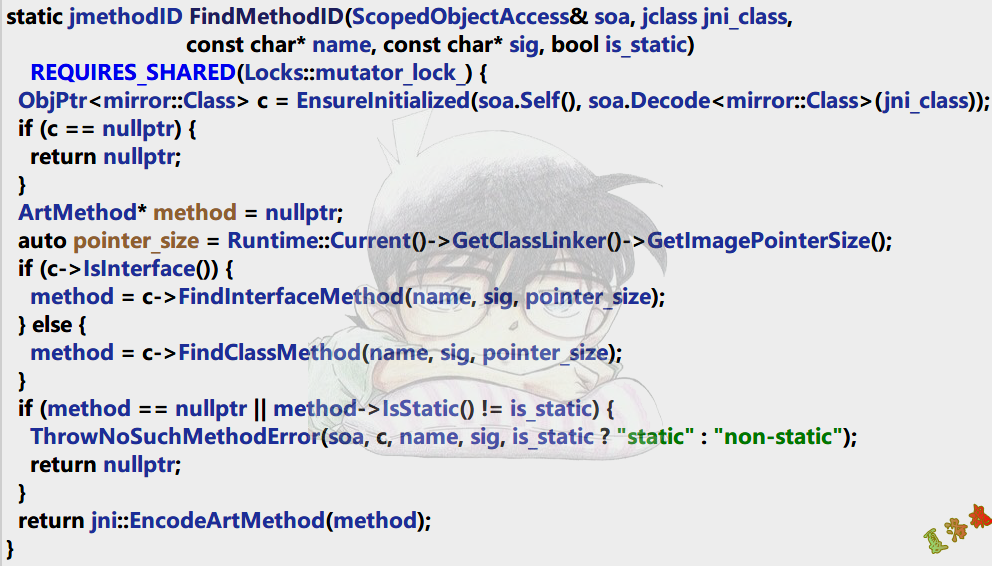 static jmethodID FindMethodID(ScopedObjectAccess& soa, jclass jni_class,
const char* name, const char* sig, bool is_static)
REQUIRES_SHARED(Locks::mutator_lock_) {
ObjPtr<mirror::Class> c = EnsureInitialized(soa.Self(), soa.Decode<mirror::Class>(jni_class));
if (c == nullptr) {
return nullptr;
}
ArtMethod* method = nullptr;
auto pointer_size = Runtime::Current()->GetClassLinker()->GetImagePointerSize();
if (c->IsInterface()) {
method = c->FindInterfaceMethod(name, sig, pointer_size);
} else {
method = c->FindClassMethod(name, sig, pointer_size);
}
if (method == nullptr || method->IsStatic() != is_static) {
ThrowNoSuchMethodError(soa, c, name, sig, is_static ? "static" : "non-static");
return nullptr;
}
return jni::EncodeArtMethod(method);
}